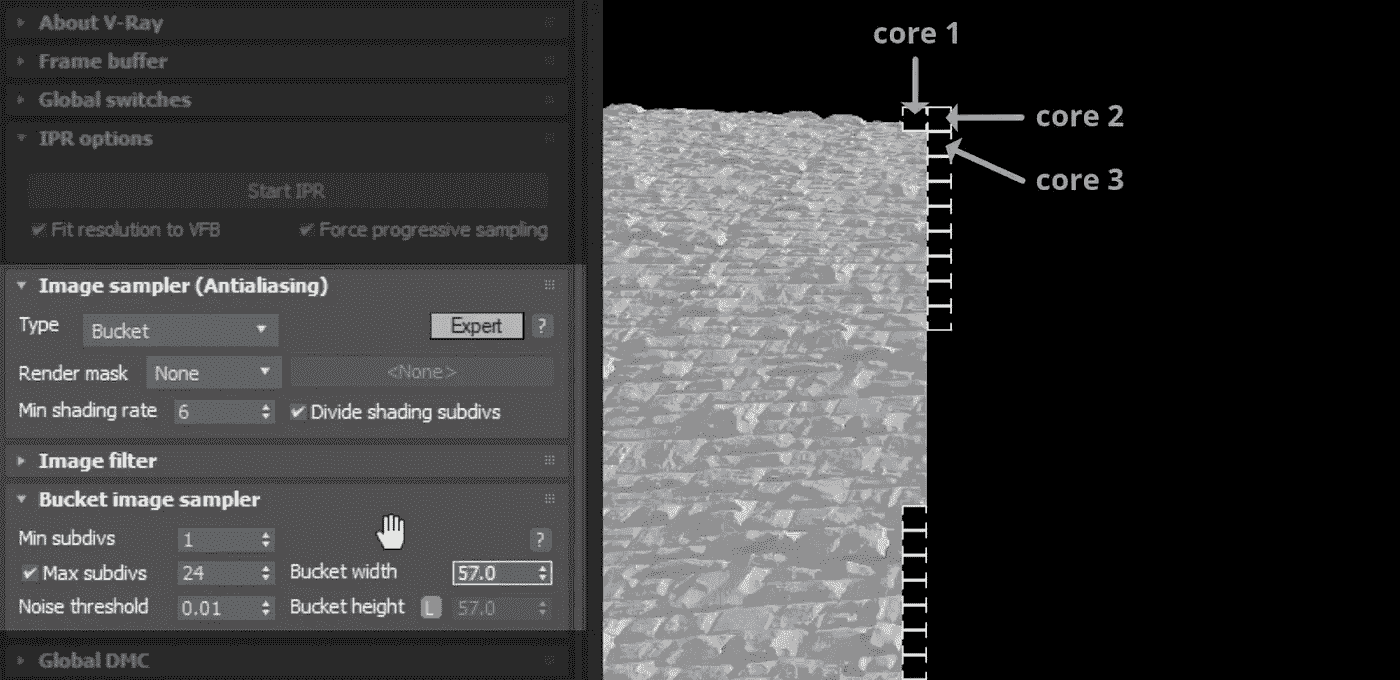 About V-Ray
Frame buffer
Global switches
IPR options
Start IPR
Fit resolution to VFB
Force progressive sampling
Image sampler (Antialiasing)
Type
Bucket
Expert
?
Render mask
None
<None>
Min shading rate
6
Divide shading subdivs
Image filter
Bucket image sampler
Min subdivs
1
?
Max subdivs
24
Bucket width
57.0
Noise threshold
0.01
Bucket height
L
57.0
Global DMC
core 1
core 2
core 3